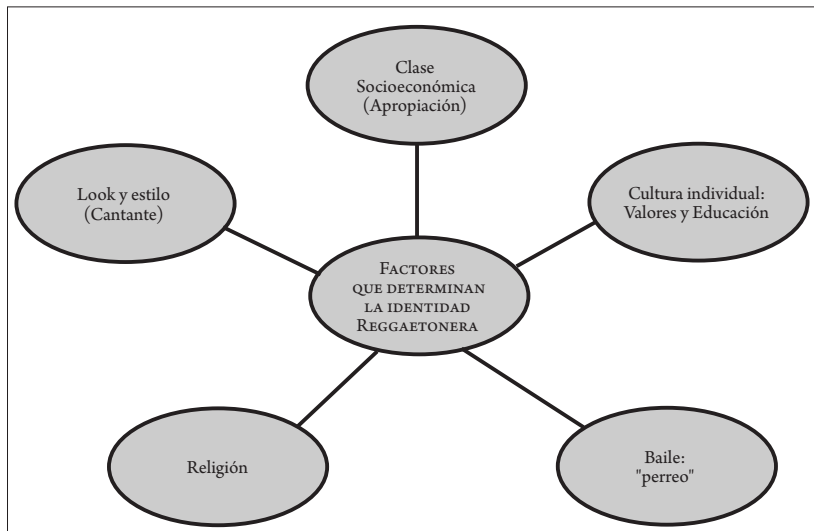 Clase
Socioeconómica
(Apropiación)
Look y estilo
(Cantante)
Cultura individual:
Valores y Educación
Factores
que determinan
la identidad
Reggaetonera
Religión
Baile:
"perreo"